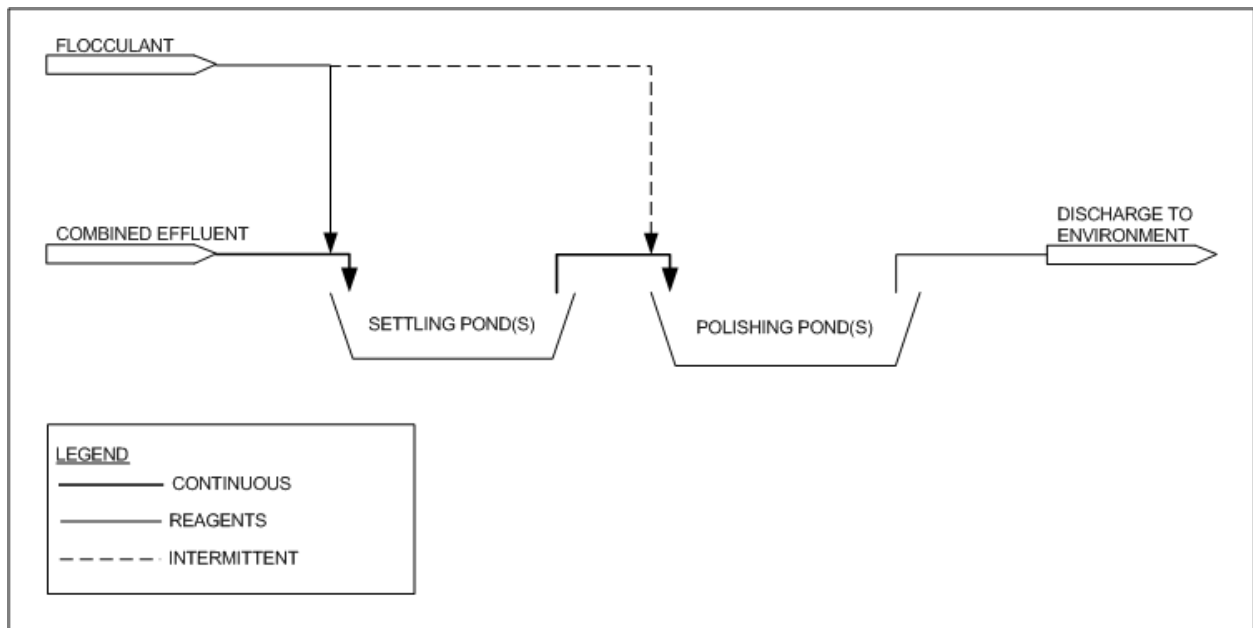 FLOCCULANT
COMBINED EFFLUENT
DISCHARGE TO
ENVIRONMENT
SETTLING POND(S)
POLISHING POND(S)
LEGEND
CONTINUOUS
REAGENTS
INTERMITTENT